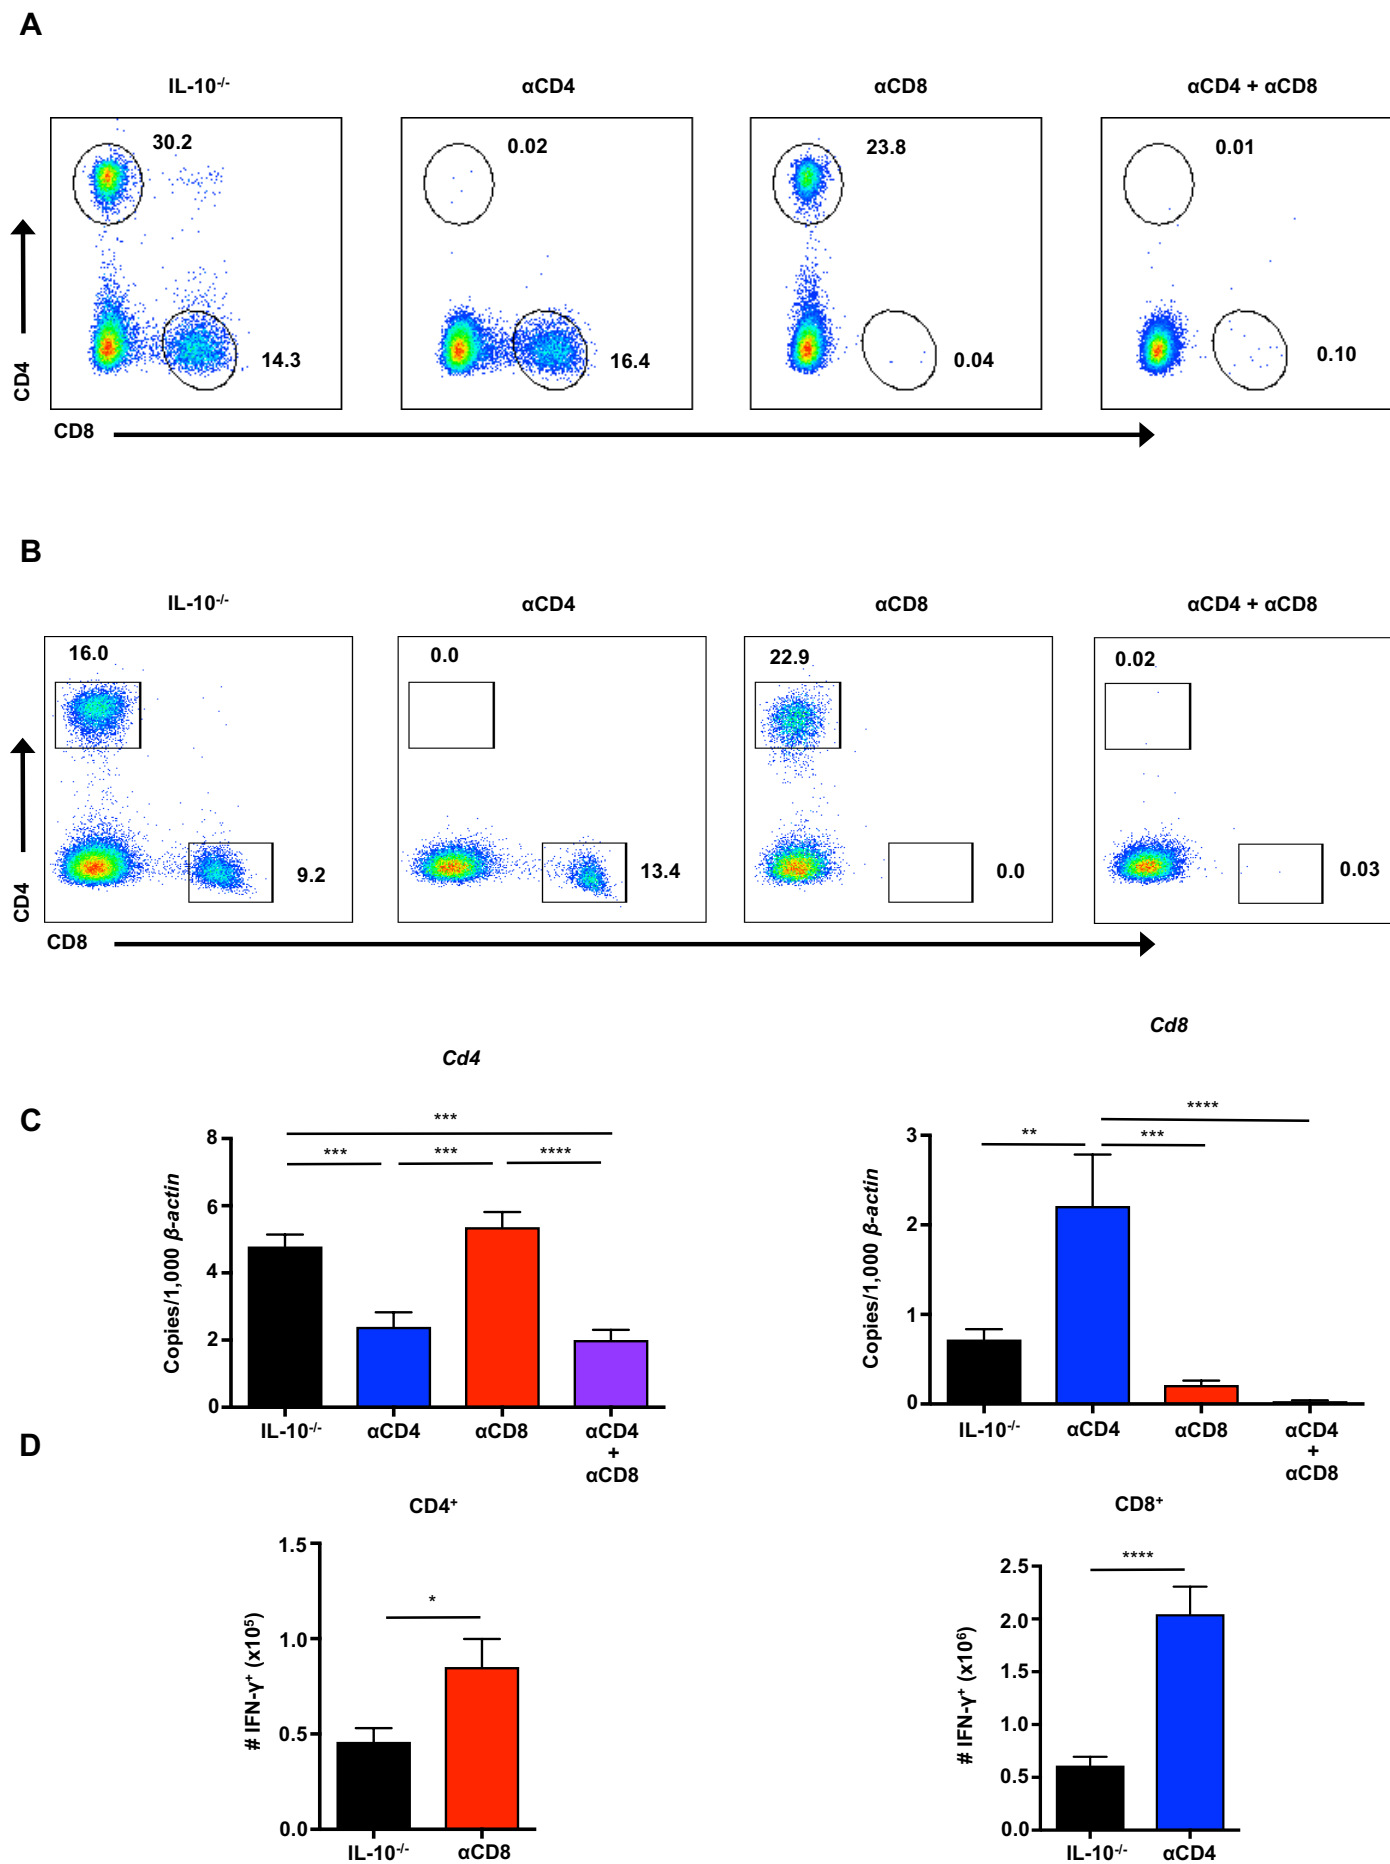 A
IL-10-/- αCD4 αCD8 αCD4 + αCD8
30.2 0.02 23.8 0.01
14.3 16.4 0.04 0.10
CD4
CD8
B
IL-10-/- αCD4 αCD8 αCD4 + αCD8
16.0 0.0 22.9 0.02
9.2 13.4 0.0 0.03
CD4
CD8
C
Cd4
***
*** *** ****
Copies/1,000 β-actin
8
6
4
2
0
IL-10-/- αCD4 αCD8 αCD4
+
αCD8
Cd8
****
** ***
Copies/1,000 β-actin
3
2
1
0
IL-10-/- αCD4 αCD8 αCD4
+
αCD8
D
CD4+
*
# IFN-γ+ (x10⁵)
1.5
1.0
0.5
0.0
IL-10-/- αCD8
CD8+
****
# IFN-γ+ (x10⁶)
2.5
2.0
1.5
1.0
0.5
0.0
IL-10-/- αCD4